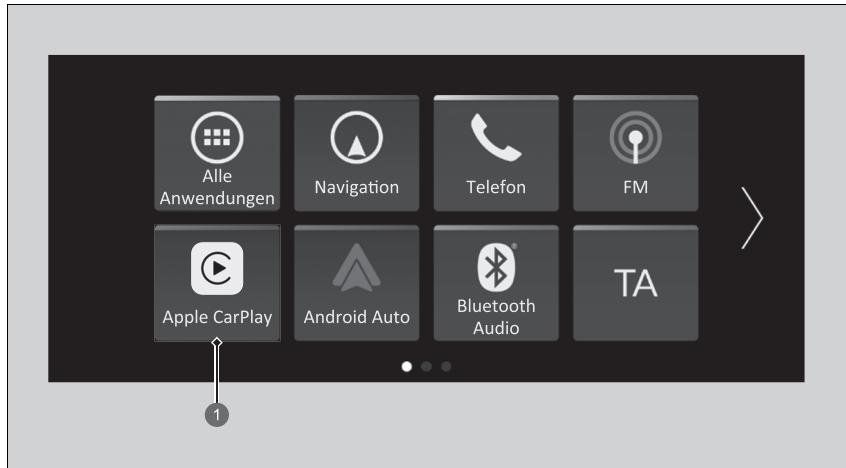 Alle
Anwendungen
Navigation
Telefon
FM
Apple CarPlay
Android Auto
Bluetooth
Audio
TA
1